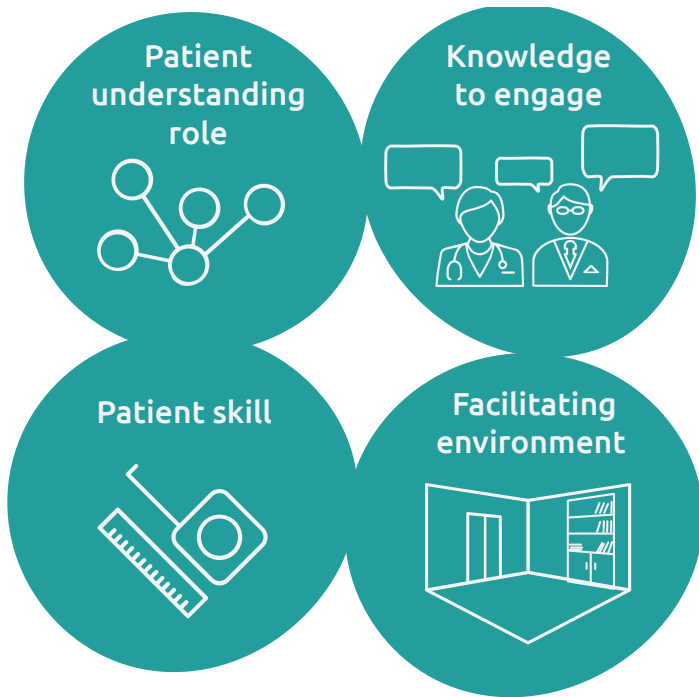 Patient
understanding
role
Knowledge
to engage
Patient skill
Facilitating
environment